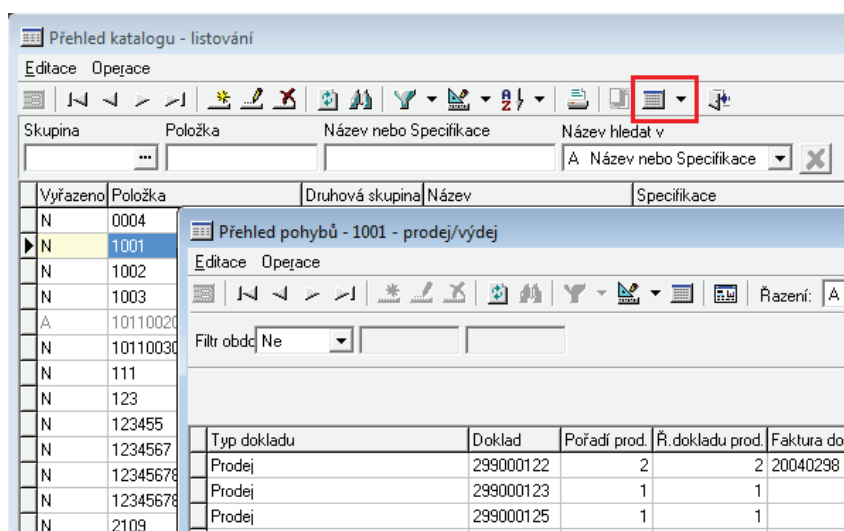 Přehled katalogu - listování
Editace Operace
Skupina Položka Název nebo Specifikace Název hledat v
A Název nebo Specifikace
Vyřazeno Položka Druhová skupina Název Specifikace
N 0004
N 1001
N 1002
N 1003
A 10110020
N 10110030
N 111
N 123
N 123455
N 1234567
N 12345678
N 12345678
N 2109
Přehled pohybů - 1001 - prodej/výdej
Editace Operace
Řazení: A
Filtr obdo Ne
Typ dokladu Doklad Pořadí prod. Ř.dokladu prod. Faktura do
Prodej 299000122 2 2 20040298
Prodej 299000123 1 1
Prodej 299000125 1 1